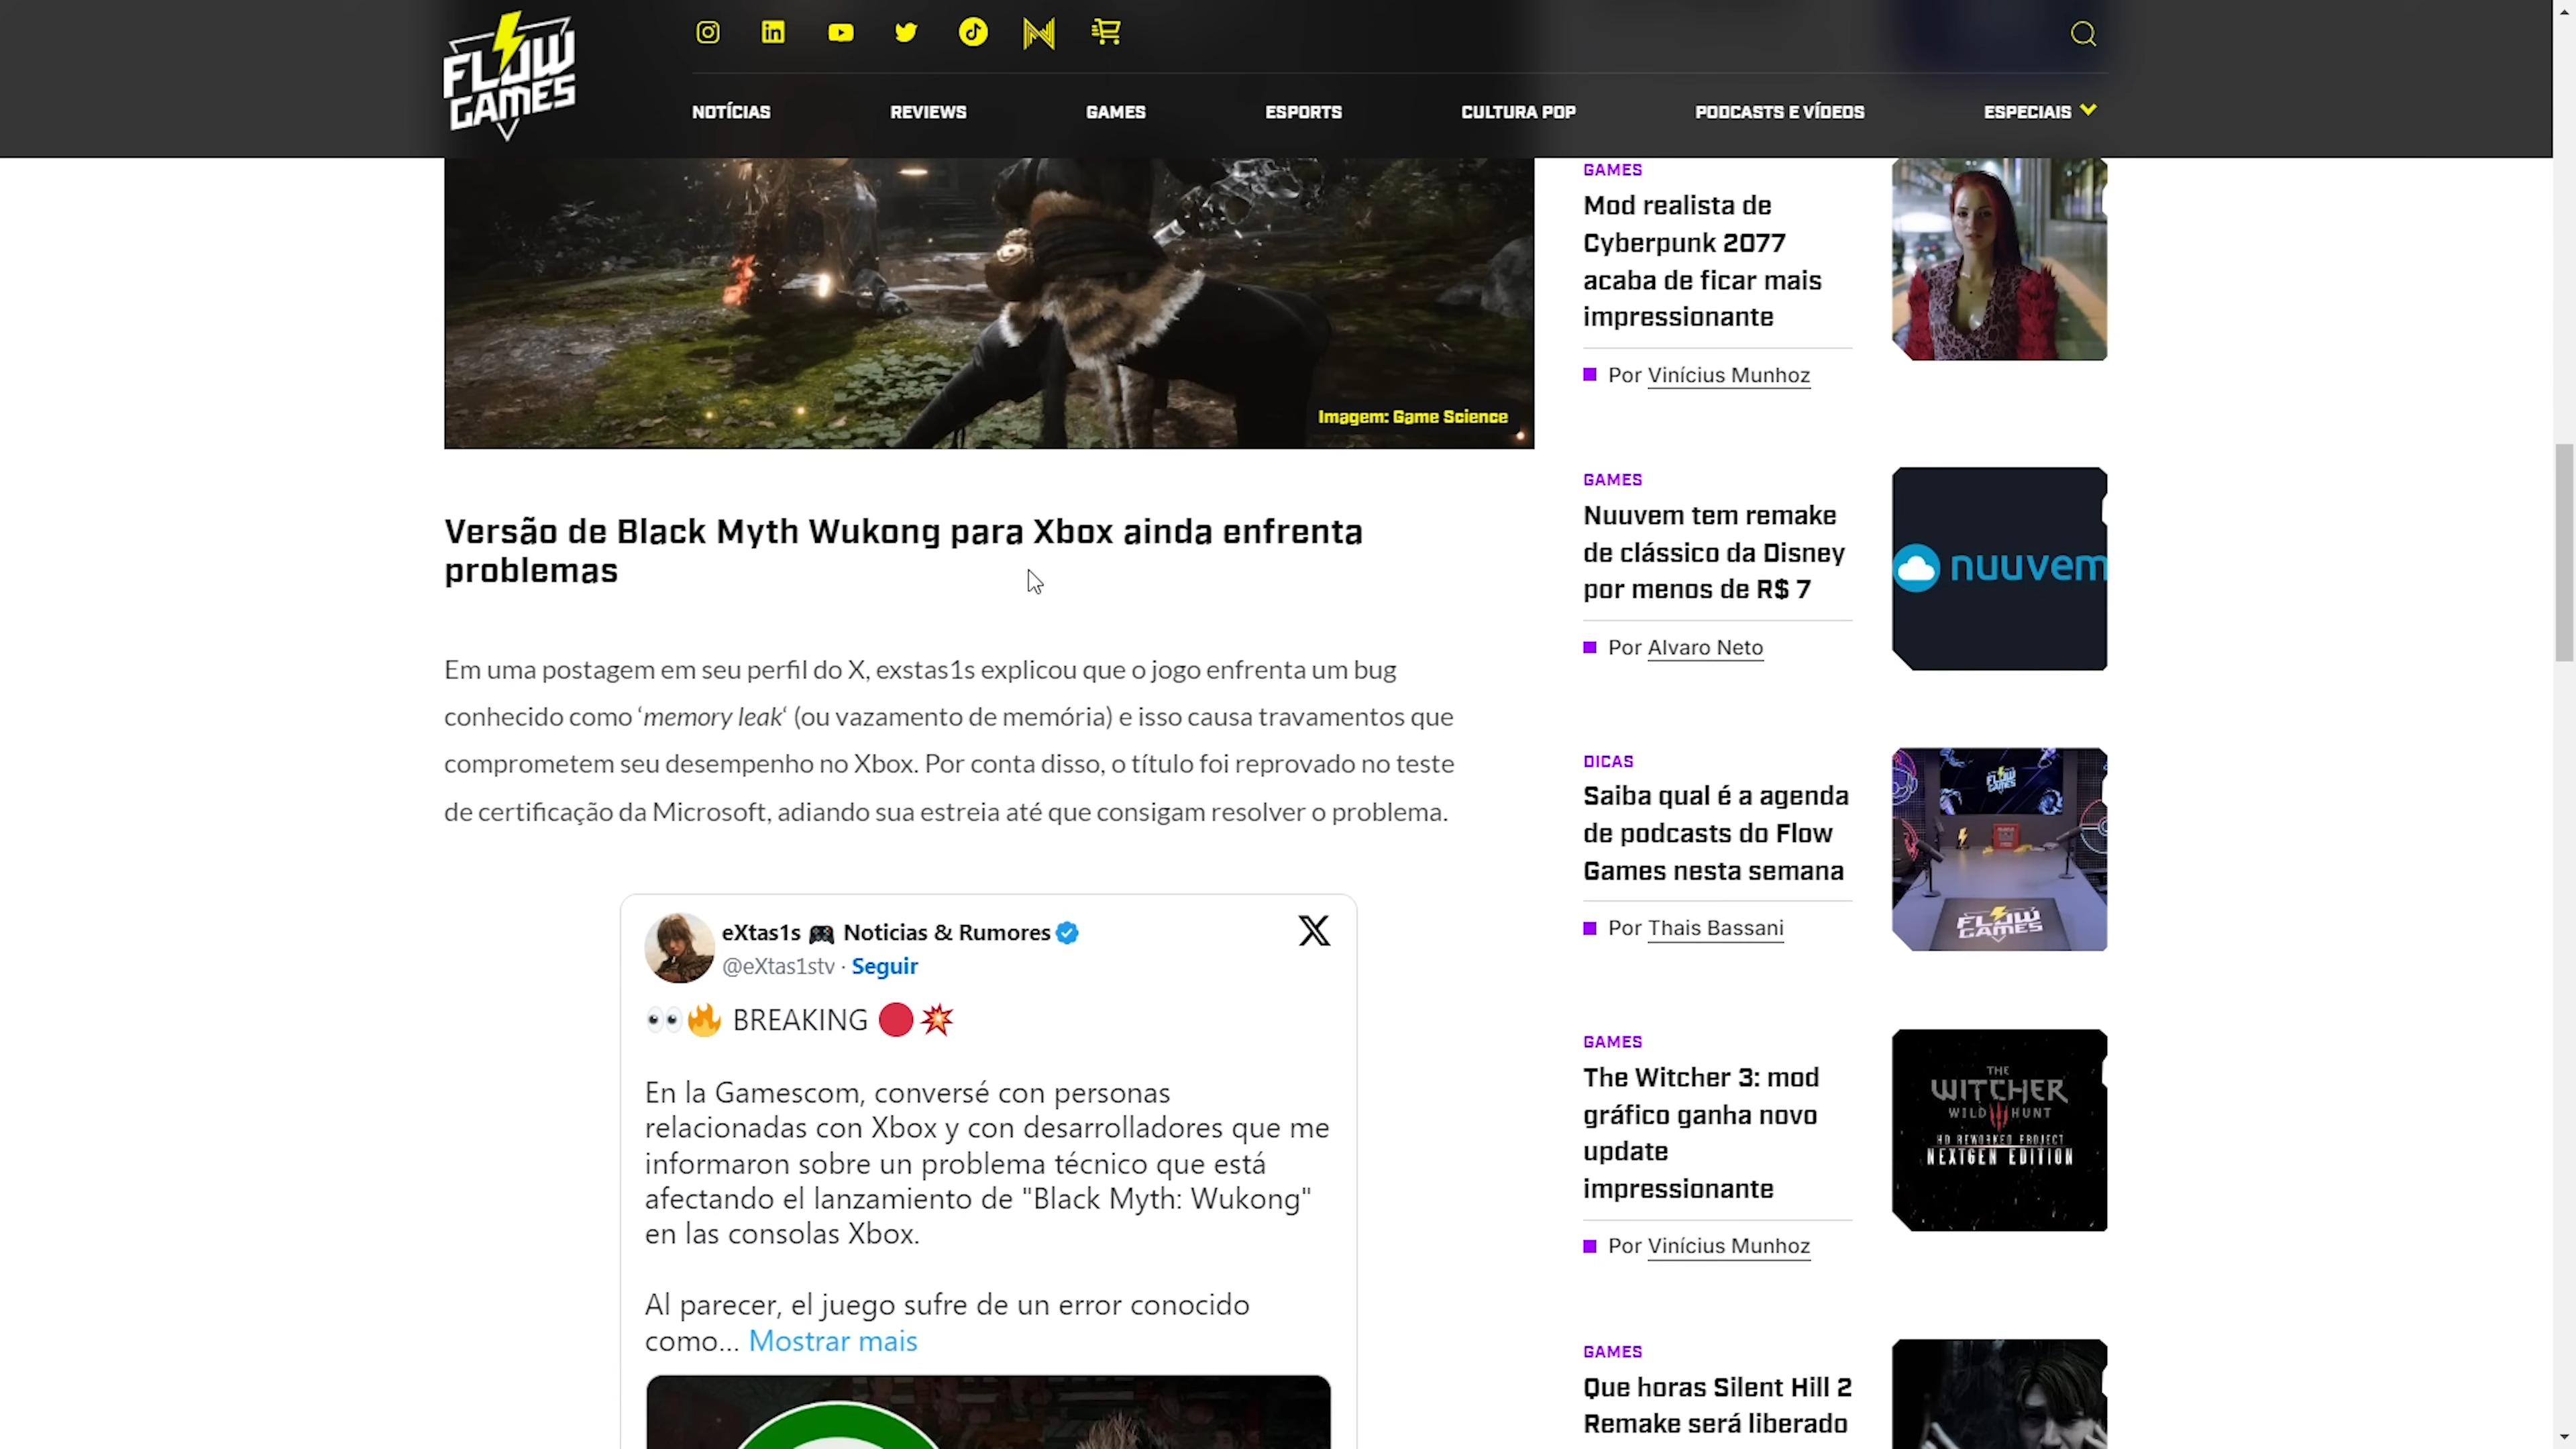 FLOW
GAMES
NOTÍCIAS
REVIEWS
GAMES
ESPORTS
CULTURA POP
PODCASTS E VÍDEOS
ESPECIAIS
Imagem: Game Science
Versão de Black Myth Wukong para Xbox ainda enfrenta
problemas
Em uma postagem em seu perfil do X, exstas1s explicou que o jogo enfrenta um bug
conhecido como ‘memory leak‘ (ou vazamento de memória) e isso causa travamentos que
comprometem seu desempenho no Xbox. Por conta disso, o título foi reprovado no teste
de certificação da Microsoft, adiando sua estreia até que consigam resolver o problema.
eXtas1s 🎮 Noticias & Rumores
@eXtas1stv · Seguir
👀🔥 BREAKING 🔴💥
En la Gamescom, conversé con personas
relacionadas con Xbox y con desarrolladores que me
informaron sobre un problema técnico que está
afectando el lanzamiento de "Black Myth: Wukong"
en las consolas Xbox.
Al parecer, el juego sufre de un error conocido
como... Mostrar mais
GAMES
Mod realista de
Cyberpunk 2077
acaba de ficar mais
impressionante
Por Vinícius Munhoz
GAMES
Nuuvem tem remake
de clássico da Disney
por menos de R$ 7
Por Alvaro Neto
nuuvem
DICAS
Saiba qual é a agenda
de podcasts do Flow
Games nesta semana
Por Thais Bassani
FLOW
GAMES
FLOW
GAMES
GAMES
The Witcher 3: mod
gráfico ganha novo
update
impressionante
Por Vinícius Munhoz
THE
WITCHER
WILD HUNT
HD REWORKED PROJECT
NEXTGEN EDITION
GAMES
Que horas Silent Hill 2
Remake será liberado